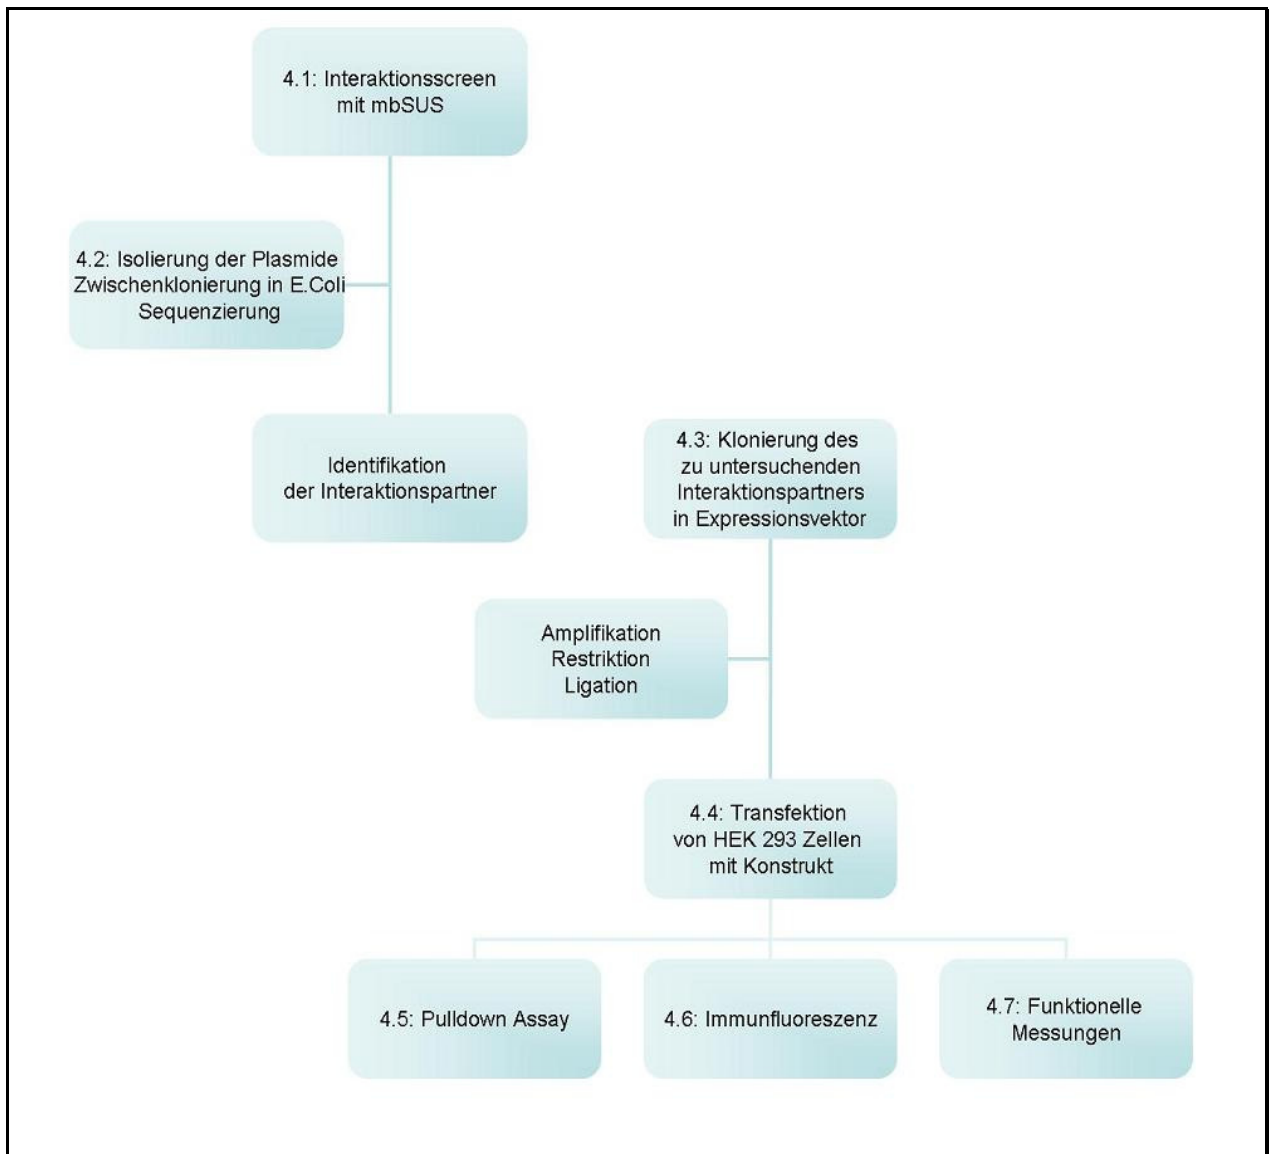 4.1: Interaktionsscreen
mit mbSUS
4.2: Isolierung der Plasmide
Zwischenklonierung in E.Coli
Sequenzierung
Identifikation
der Interaktionspartner
4.3: Klonierung des
zu untersuchenden
Interaktionspartners
in Expressionsvektor
Amplifikation
Restriktion
Ligation
4.4: Transfektion
von HEK 293 Zellen
mit Konstrukt
4.5: Pulldown Assay
4.6: Immunfluoreszenz
4.7: Funktionelle
Messungen